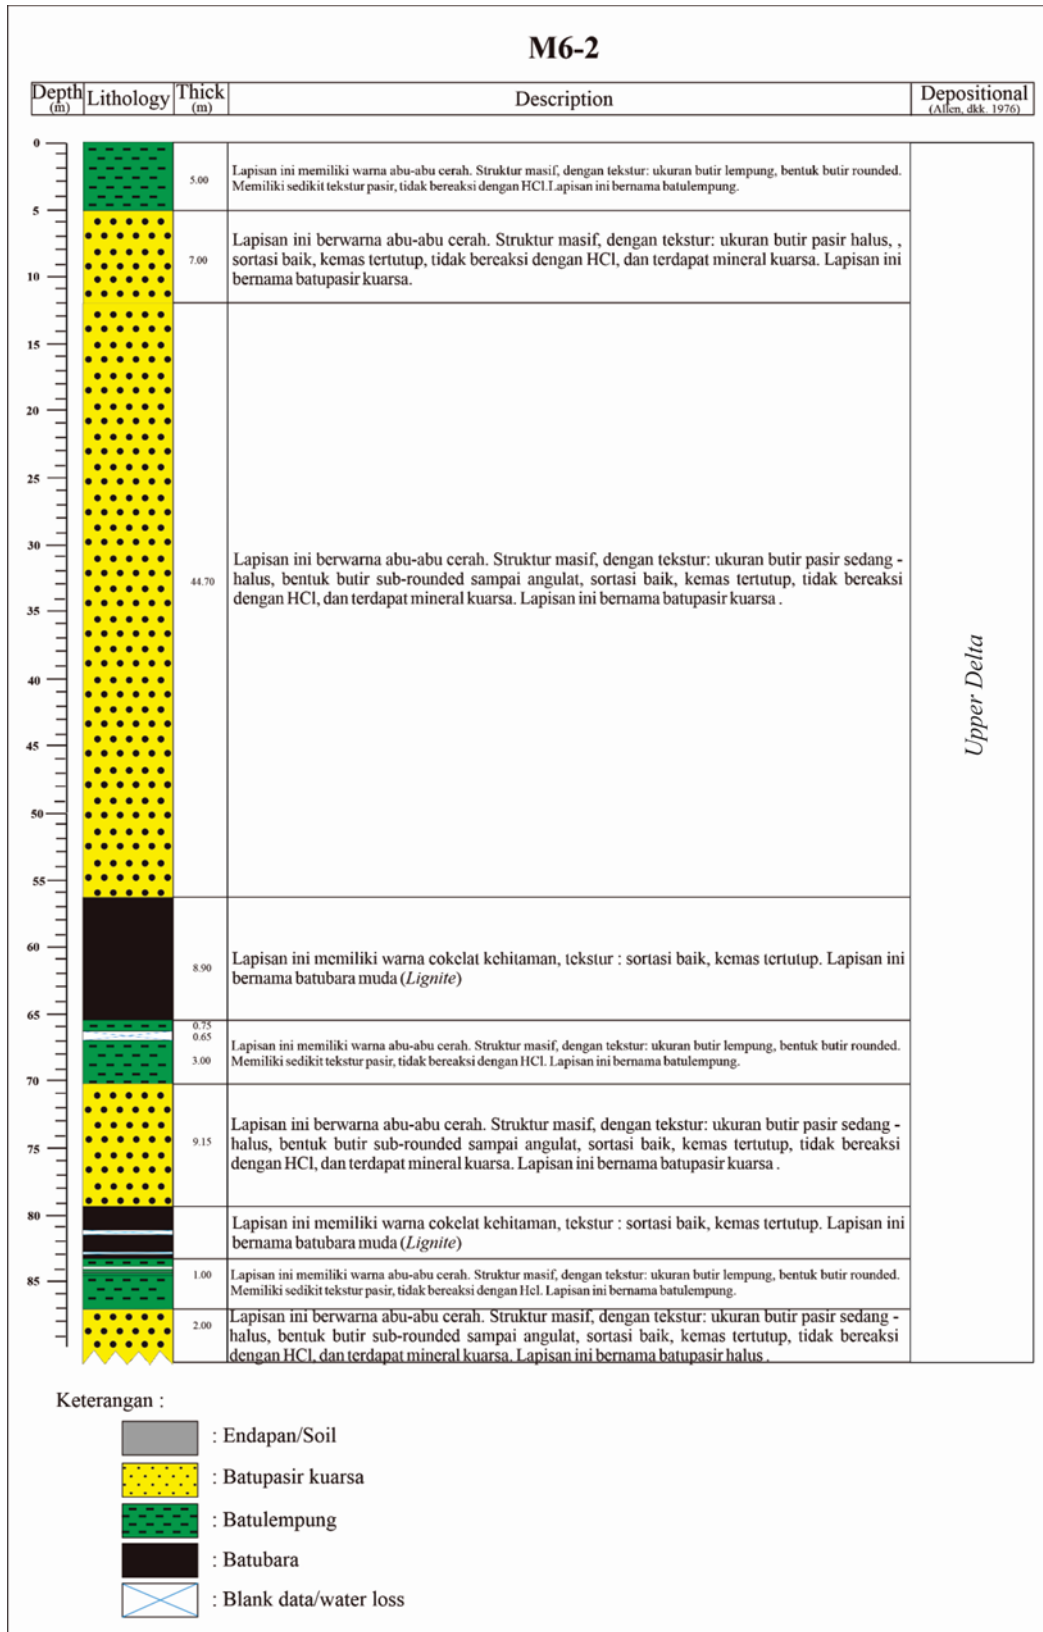 M6-2
Depth (m) Lithology Thick (m) Description Depositional (Allen, dkk. 1976)
0
5.00
Lapisan ini memiliki warna abu-abu cerah. Struktur masif, dengan tekstur: ukuran butir lempung, bentuk butir rounded.
Memiliki sedikit tekstur pasir, tidak bereaksi dengan HCl.Lapisan ini bernama batulempung.
5
7.00
Lapisan ini berwarna abu-abu cerah. Struktur masif, dengan tekstur: ukuran butir pasir halus, ,
sortasi baik, kemas tertutup, tidak bereaksi dengan HCl, dan terdapat mineral kuarsa. Lapisan ini
bernama batupasir kuarsa.
10
15
20
25
30
44.70
Lapisan ini berwarna abu-abu cerah. Struktur masif, dengan tekstur: ukuran butir pasir sedang -
halus, bentuk butir sub-rounded sampai angulat, sortasi baik, kemas tertutup, tidak bereaksi
dengan HCl, dan terdapat mineral kuarsa. Lapisan ini bernama batupasir kuarsa .
35
40
Upper Delta
45
50
55
60
8.90
Lapisan ini memiliki warna cokelat kehitaman, tekstur : sortasi baik, kemas tertutup. Lapisan ini
bernama batubara muda (Lignite)
65
0.75
0.65
3.00
Lapisan ini memiliki warna abu-abu cerah. Struktur masif, dengan tekstur: ukuran butir lempung, bentuk butir rounded.
Memiliki sedikit tekstur pasir, tidak bereaksi dengan HCl. Lapisan ini bernama batulempung.
70
9.15
Lapisan ini berwarna abu-abu cerah. Struktur masif, dengan tekstur: ukuran butir pasir sedang -
halus, bentuk butir sub-rounded sampai angulat, sortasi baik, kemas tertutup, tidak bereaksi
dengan HCl, dan terdapat mineral kuarsa. Lapisan ini bernama batupasir kuarsa .
75
80
Lapisan ini memiliki warna cokelat kehitaman, tekstur : sortasi baik, kemas tertutup. Lapisan ini
bernama batubara muda (Lignite)
85
1.00
Lapisan ini memiliki warna abu-abu cerah. Struktur masif, dengan tekstur: ukuran butir lempung, bentuk butir rounded.
Memiliki sedikit tekstur pasir, tidak bereaksi dengan Hcl. Lapisan ini bernama batulempung.
2.00
Lapisan ini berwarna abu-abu cerah. Struktur masif, dengan tekstur: ukuran butir pasir sedang -
halus, bentuk butir sub-rounded sampai angulat, sortasi baik, kemas tertutup, tidak bereaksi
dengan HCl, dan terdapat mineral kuarsa. Lapisan ini bernama batupasir halus .
Keterangan :
: Endapan/Soil
: Batupasir kuarsa
: Batulempung
: Batubara
: Blank data/water loss